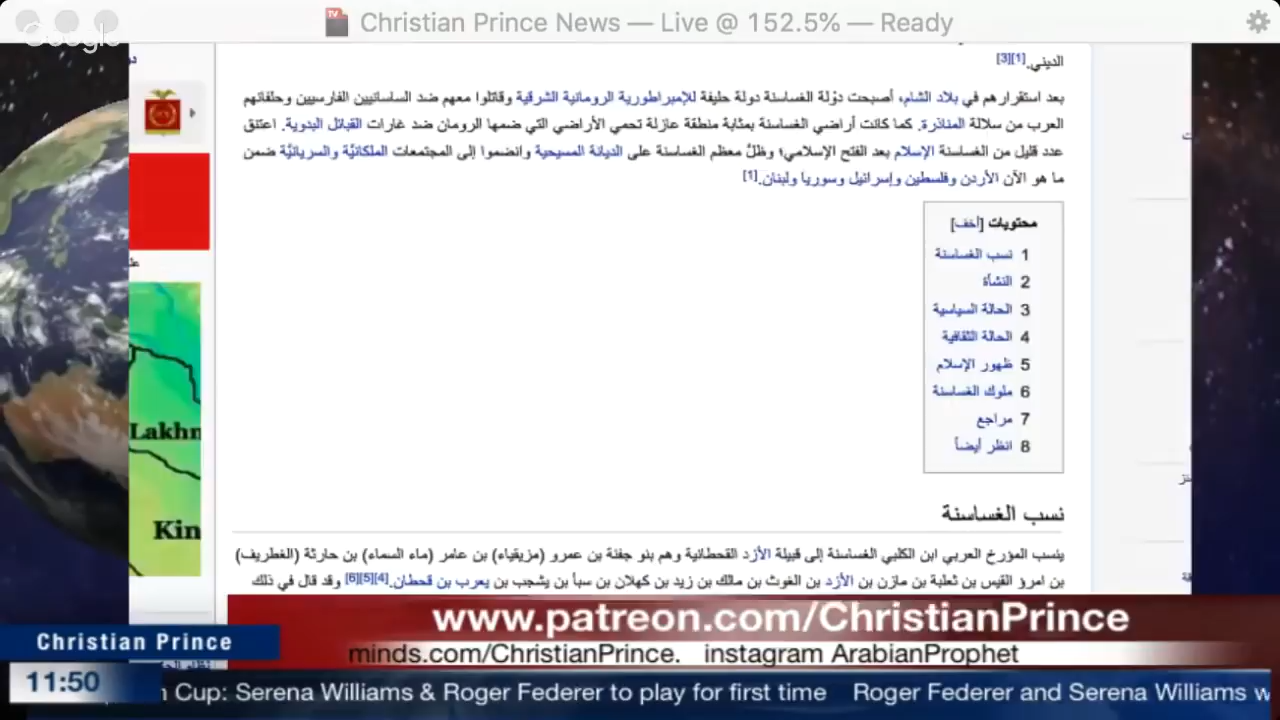 Christian Prince News — Live @ 152.5% — Ready
Google
الديني.[1][3]
بعد استقرارهم في بلاد الشام، أصبحت دوّلة الغساسنة دولة حليفة للإمبراطورية الرومانية الشرقية وقاتلوا معهم ضد الساسانيين الفارسيين وحلفائهم
العرب من سلالة المناذرة. كما كانت أراضي الغساسنة بمثابة منطقة عازلة تحمي الأراضي التي ضمها الرومان ضد غارات القبائل البدوية. اعتنق
عدد قليل من الغساسنة الإسلام بعد الفتح الإسلامي؛ وظلَّ معظم الغساسنة على الديانة المسيحية وانضموا إلى المجتمعات الملكانيَّة والسريانيَّة ضمن
ما هو الآن الأردن وفلسطين وإسرائيل وسوريا ولبنان.[1]
محتويات [أخف]
1 نسب الغساسنة
2 النشأة
3 الحالة السياسية
4 الحالة الثقافية
5 ظهور الإسلام
6 ملوك الغساسنة
7 مراجع
8 انظر أيضاً
Lakhn
Kin
نسب الغساسنة
ينسب المؤرخ العربي ابن الكلبي الغساسنة إلى قبيلة الأزد القحطانية وهم بنو جفنة بن عمرو (مزيقياء) بن عامر (ماء السماء) بن حارثة (الغطريف)
بن امرؤ القيس بن ثعلبة بن مازن بن الأزد بن الغوث بن مالك بن زيد بن كهلان بن سبأ بن يشجب بن يعرب بن قحطان.[4][5][6] وقد قال في ذلك
www.patreon.com/ChristianPrince
Christian Prince
minds.com/ChristianPrince. instagram ArabianProphet
11:50
n Cup: Serena Williams & Roger Federer to play for first time Roger Federer and Serena Williams w